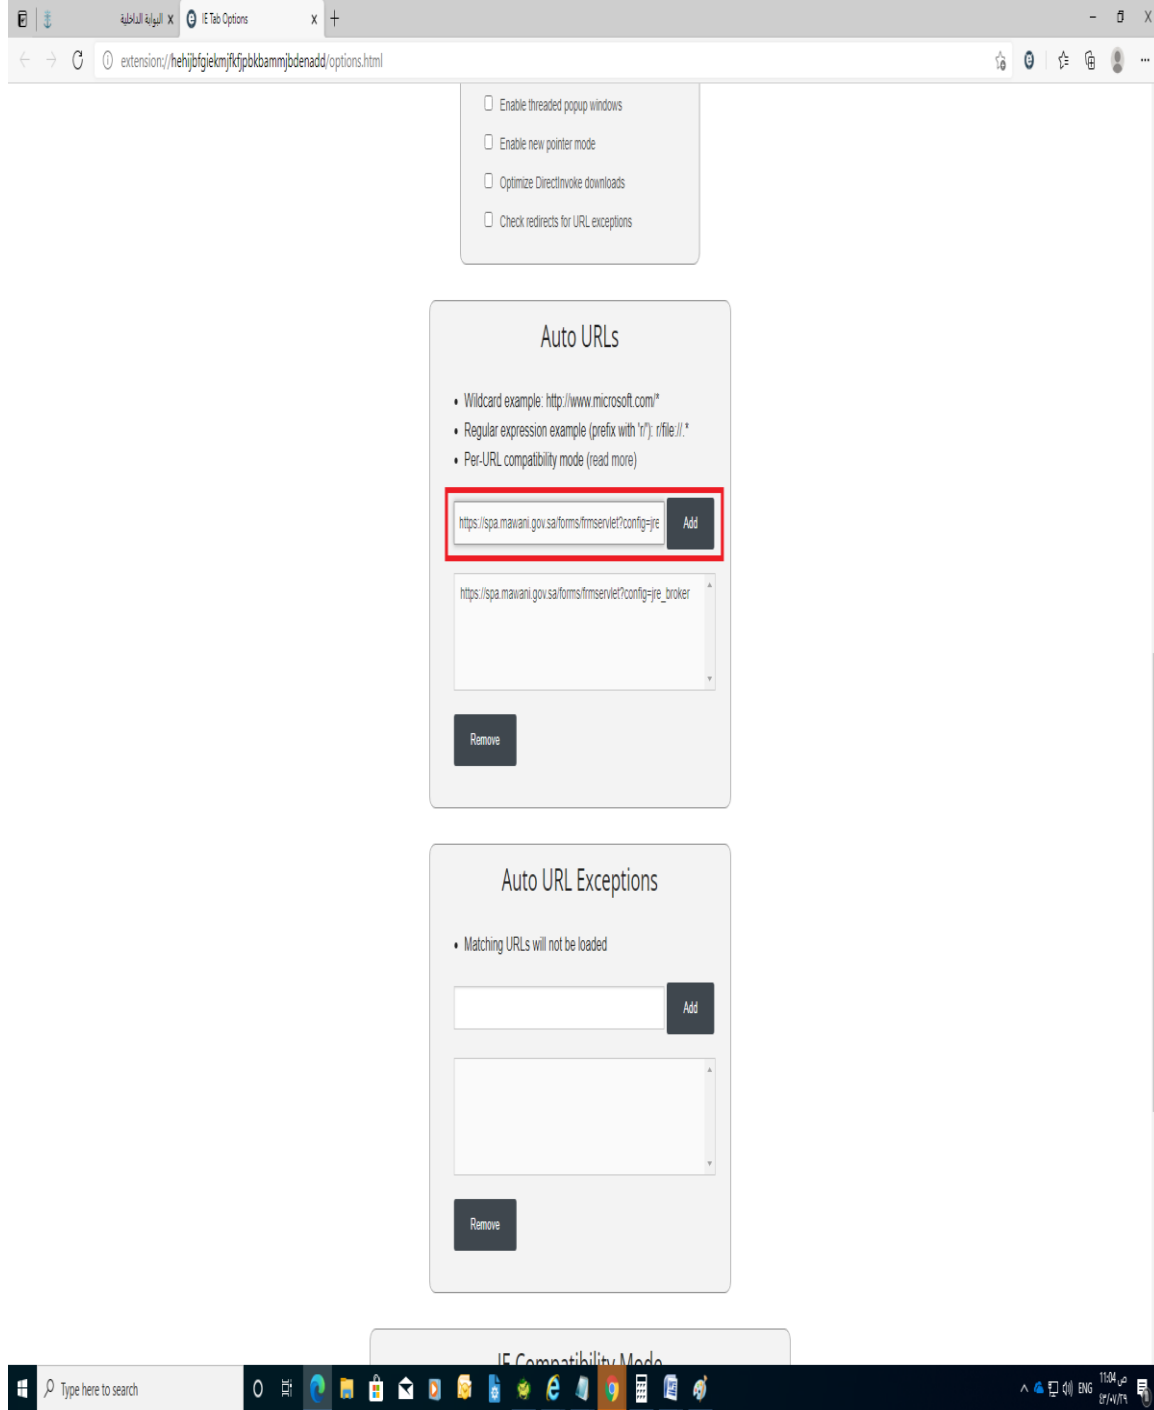 البوابة الداخلية
IE Tab Options
extension://hehijbfgiekmjfkfjpbkbammjbdenadd/options.html
Enable threaded popup windows
Enable new pointer mode
Optimize DirectInvoke downloads
Check redirects for URL exceptions
Auto URLs
Wildcard example: http://www.microsoft.com/*
Regular expression example (prefix with 'r/'): r/file://.*
Per-URL compatibility mode (read more)
https://spa.mawani.gov.sa/forms/frmservlet?config=jre
Add
https://spa.mawani.gov.sa/forms/frmservlet?config=jre_broker
Remove
Auto URL Exceptions
Matching URLs will not be loaded
Add
Remove
IE Compatibility Mode
Type here to search
ENG
11:04 ص
٤٣/٠٧/٢٩